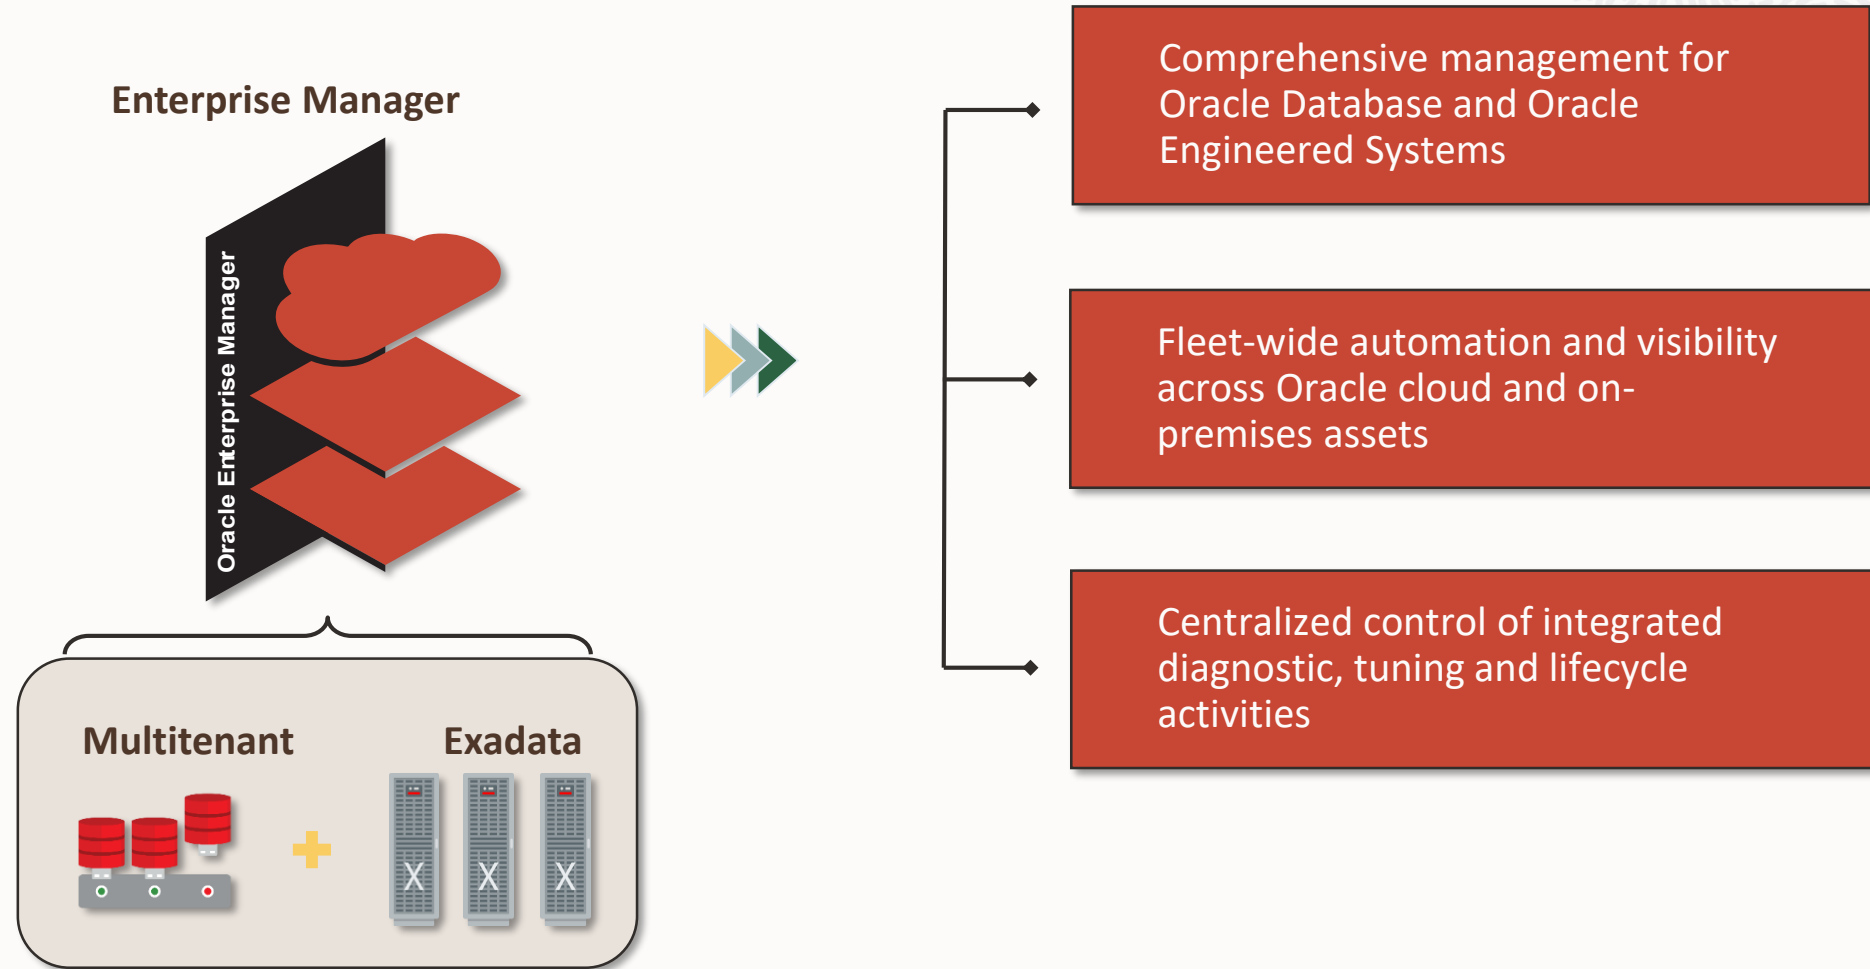 Enterprise Manager
Oracle Enterprise Manager
Multitenant
Exadata
X
X
X
Comprehensive management for
Oracle Database and Oracle
Engineered Systems
Fleet-wide automation and visibility
across Oracle cloud and on-
premises assets
Centralized control of integrated
diagnostic, tuning and lifecycle
activities